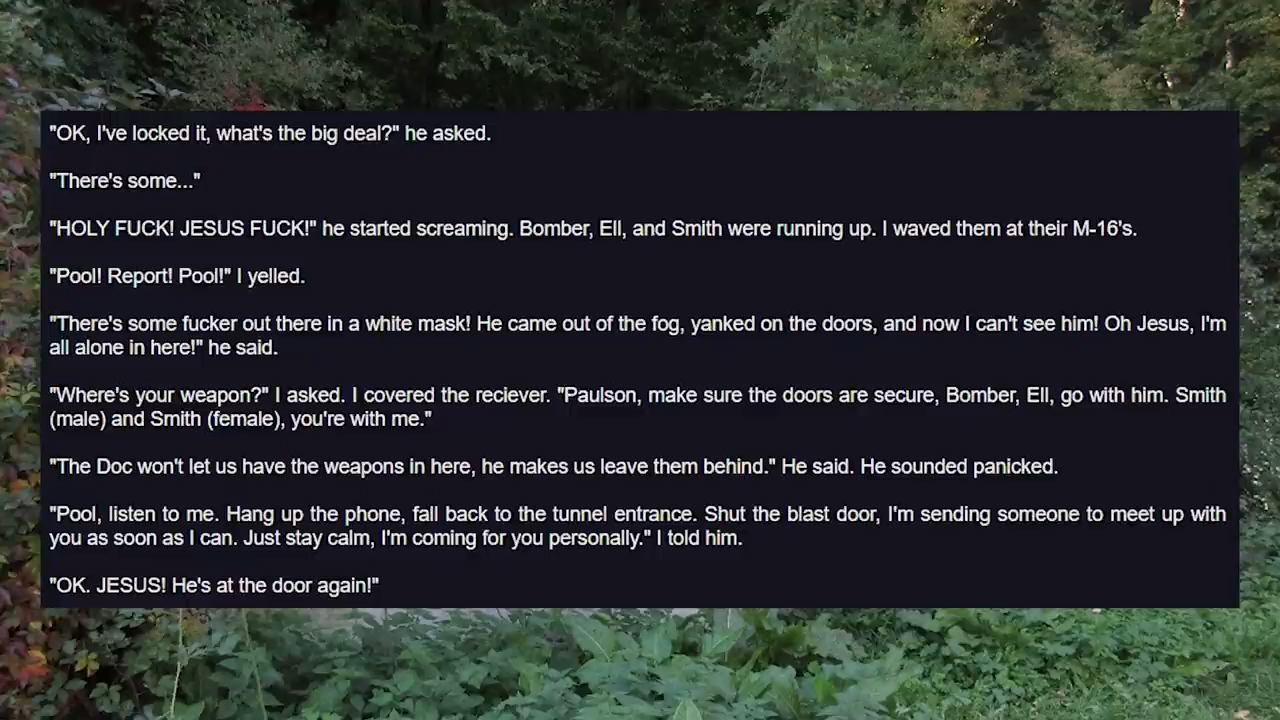 "OK, I've locked it, what's the big deal?" he asked.
"There's some..."
"HOLY FUCK! JESUS FUCK!" he started screaming. Bomber, Ell, and Smith were running up. I waved them at their M-16's.
"Pool! Report! Pool!" I yelled.
"There's some fucker out there in a white mask! He came out of the fog, yanked on the doors, and now I can't see him! Oh Jesus, I'm
all alone in here!" he said.
"Where's your weapon?" I asked. I covered the reciever. "Paulson, make sure the doors are secure, Bomber, Ell, go with him. Smith
(male) and Smith (female), you're with me."
"The Doc won't let us have the weapons in here, he makes us leave them behind." He said. He sounded panicked.
"Pool, listen to me. Hang up the phone, fall back to the tunnel entrance. Shut the blast door, I'm sending someone to meet up with
you as soon as I can. Just stay calm, I'm coming for you personally." I told him.
"OK. JESUS! He's at the door again!"